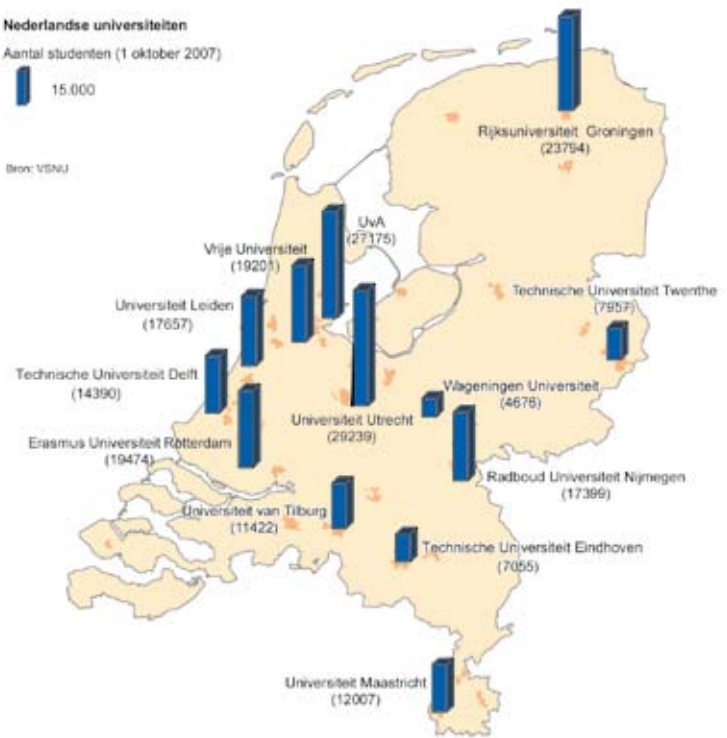 Nederlandse universiteiten
Aantal studenten (1 oktober 2007)
15.000
Bron: VSNU
Rijksuniversiteit Groningen
(23794)
UvA
(27175)
Vrije Universiteit
(19201)
Universiteit Leiden
(17657)
Technische Universiteit Twenthe
(7957)
Technische Universiteit Delft
(14390)
Wageningen Universiteit
(4676)
Universiteit Utrecht
(29239)
Erasmus Universiteit Rotterdam
(19474)
Radboud Universiteit Nijmegen
(17399)
Universiteit van Tilburg
(11422)
Technische Universiteit Eindhoven
(7055)
Universiteit Maastricht
(12007)